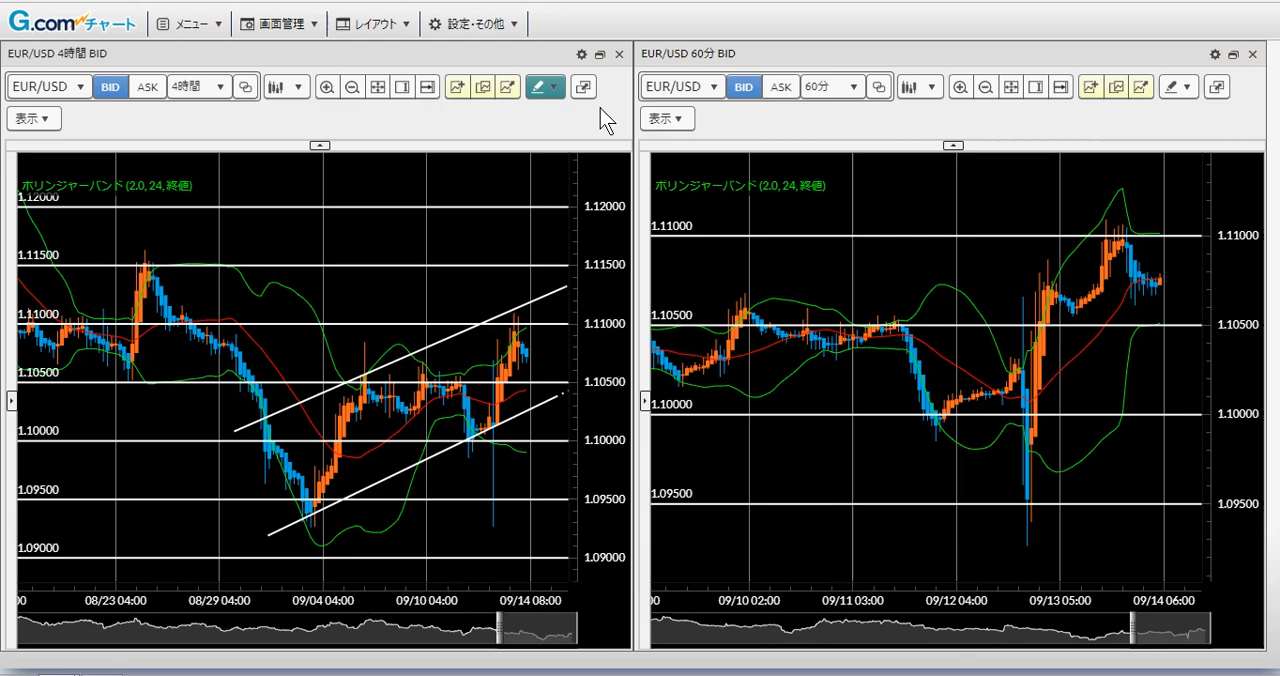 G.comチャート メニュー ▼ 画面管理 ▼ レイアウト ▼ 設定・その他 ▼
EUR/USD 4時間 BID
EUR/USD ▼ BID ASK 4時間 ▼
表示 ▼
ボリンジャーバンド (2.0, 24, 終値)
1.12000
1.11500
1.11000
1.10500
1.10000
1.09500
1.09000
1.12000
1.11500
1.11000
1.10500
1.10000
1.09500
1.09000
00 08/23 04:00 08/29 04:00 09/04 04:00 09/10 04:00 09/14 08:00
EUR/USD 60分 BID
EUR/USD ▼ BID ASK 60分 ▼
表示 ▼
ボリンジャーバンド (2.0, 24, 終値)
1.11000
1.10500
1.10000
1.09500
1.11000
1.10500
1.10000
1.09500
00 09/10 02:00 09/11 03:00 09/12 04:00 09/13 05:00 09/14 06:00